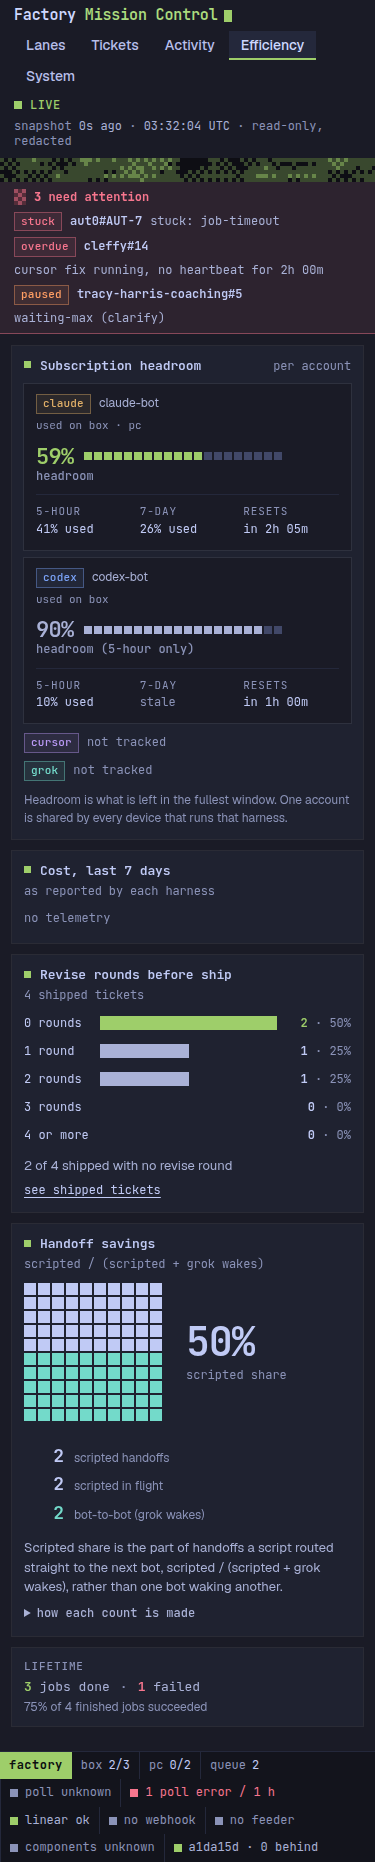 Factory Mission Control
Lanes Tickets Activity Efficiency
System
LIVE
snapshot 0s ago · 03:32:04 UTC · read-only,
redacted
3 need attention
stuck aut0#AUT-7 stuck: job-timeout
overdue cleffy#14
cursor fix running, no heartbeat for 2h 00m
paused tracy-harris-coaching#5
waiting-max (clarify)
Subscription headroom per account
claude claude-bot
used on box · pc
59%
headroom
5-HOUR 7-DAY RESETS
41% used 26% used in 2h 05m
codex codex-bot
used on box
90%
headroom (5-hour only)
5-HOUR 7-DAY RESETS
10% used stale in 1h 00m
cursor not tracked
grok not tracked
Headroom is what is left in the fullest window. One account
is shared by every device that runs that harness.
Cost, last 7 days
as reported by each harness
no telemetry
Revise rounds before ship
4 shipped tickets
0 rounds 2 · 50%
1 round 1 · 25%
2 rounds 1 · 25%
3 rounds 0 · 0%
4 or more 0 · 0%
2 of 4 shipped with no revise round
see shipped tickets
Handoff savings
scripted / (scripted + grok wakes)
50%
scripted share
2 scripted handoffs
2 scripted in flight
2 bot-to-bot (grok wakes)
Scripted share is the part of handoffs a script routed
straight to the next bot, scripted / (scripted + grok
wakes), rather than one bot waking another.
how each count is made
LIFETIME
3 jobs done · 1 failed
75% of 4 finished jobs succeeded
factory box 2/3 pc 0/2 queue 2
poll unknown 1 poll error / 1 h
linear ok no webhook no feeder
components unknown a1da15d · 0 behind